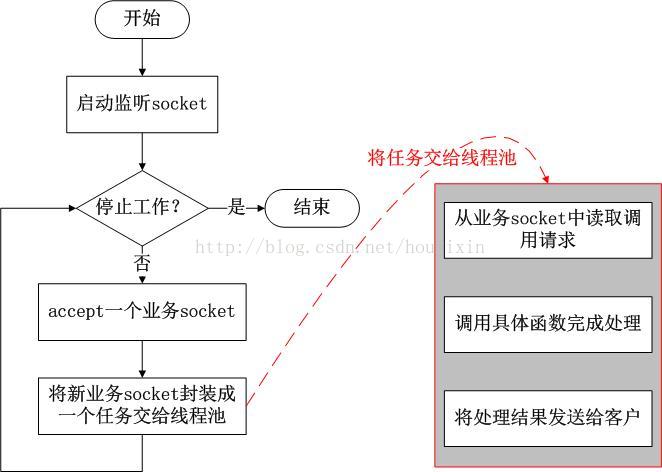 开始
启动监听socket
将任务交给线程池
停止工作？
是
结束
否
accept一个业务socket
将新业务socket封装成
一个任务交给线程池
从业务socket中读取调
用请求
调用具体函数完成处理
将处理结果发送给客户
http://blog.csdn.net/houjixin